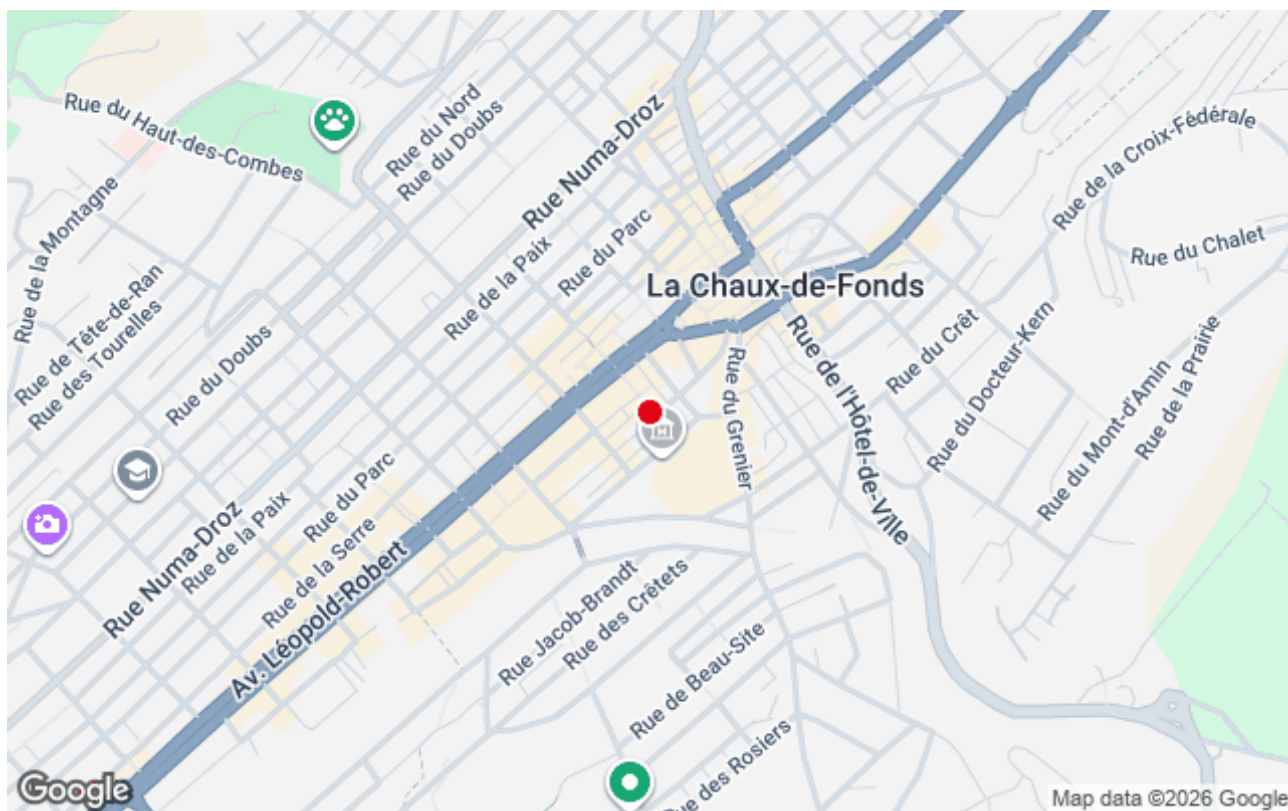 Rue du Haut-des-Combes
Rue du Nord
Rue du Doubs
Rue Numa-Droz
Rue de la Croix-Fédérale
Rue de la Montagne
Rue du Parc
Rue de la Paix
Rue du Chalet
La Chaux-de-Fonds
Rue de Tête-de-Ran
Rue des Tourelles
Rue du Doubs
Rue du Crêt
Rue du Docteur-Kern
Rue de l'Hôtel-de-Ville
Rue du Grenier
Rue du Mont-d'Amin
Rue de la Prairie
Rue du Parc
Rue de la Paix
Rue de la Serre
Rue Numa-Droz
Av. Léopold-Robert
Rue Jacob-Brandt
Rue des Crêtets
Rue de Beau-Site
Rue des Rosiers
Google
Map data ©2026 Google